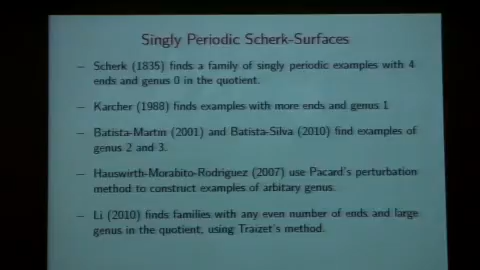 Singly Periodic Scherk-Surfaces
– Scherk (1835) finds a family of singly periodic examples with 4
ends and genus 0 in the quotient.
– Karcher (1988) finds examples with more ends and genus 1
– Batista-Martin (2001) and Batista-Silva (2010) find examples of
genus 2 and 3.
– Hauswirth-Morabito-Rodriguez (2007) use Pacard's perturbation
method to construct examples of arbitary genus.
– Li (2010) finds families with any even number of ends and large
genus in the quotient, using Traizet's method.